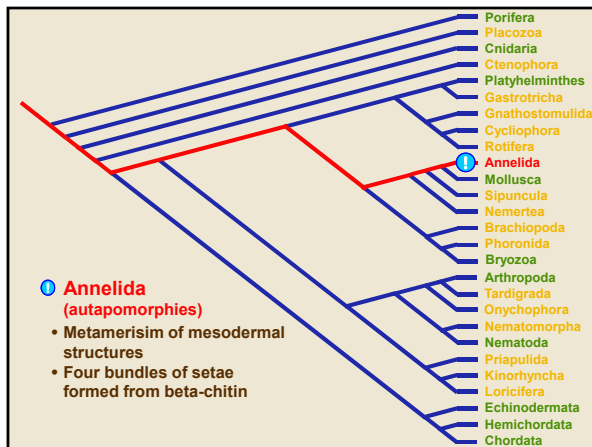 Porifera
Placozoa
Cnidaria
Ctenophora
Platyhelminthes
Gastrotricha
Gnathostomulida
Cycliophora
Rotifera
Annelida
Mollusca
Sipuncula
Nemertea
Brachiopoda
Phoronida
Bryozoa
Arthropoda
Tardigrada
Onychophora
Nematomorpha
Nematoda
Priapulida
Kinorhyncha
Loricifera
Echinodermata
Hemichordata
Chordata
!
! Annelida
(autapomorphies)
• Metamerisim of mesodermal
structures
• Four bundles of setae
formed from beta-chitin